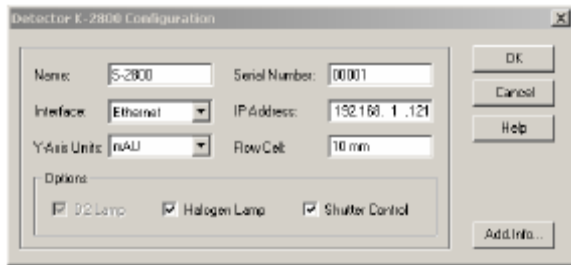 Detector K-2800 Configuration
Name: S-2800 Serial Number: 00001 OK
Interface: Ethernet IP Address: 192.168. 1 .121 Cancel
Y-Axis Units: mAU Flow Cell: 10 mm Help
Options
D2 Lamp Halogen Lamp Shutter Control
Add.Info...